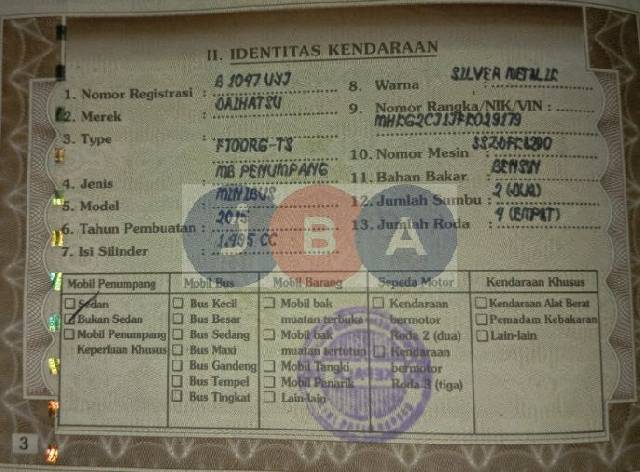 II. IDENTITAS KENDARAAN
1. Nomor Registrasi : B 1047 UYJ
2. Merek : DAIHATSU
3. Type : F700RG-TS
4. Jenis : MB PENUMPANG
5. Model : MINIBUS
6. Tahun Pembuatan : 2015
7. Isi Silinder : 1.495 CC
8. Warna : SILVER METALIK
9. Nomor Rangka/NIK/VIN :
10. Nomor Mesin :
11. Bahan Bakar : BENSIN
12. Jumlah Sumbu : 2 (DUA)
13. Jumlah Roda : 4 (EMPAT)
JBA
Mobil Penumpang
Sedan
Bukan Sedan
Mobil Penumpang
Keperluan Khusus
Mobil Bus
Bus Kecil
Bus Besar
Bus Sedang
Bus Maxi
Bus Gandeng
Bus Tempel
Bus Tingkat
Mobil Barang
Mobil bak
muatan terbuka
Mobil bak
muatan tertutup
Mobil Tangki
Mobil Penarik
Lain-lain
Sepeda Motor
Kendaraan
bermotor
Roda 2 (dua)
Kendaraan
bermotor
Roda 3 (tiga)
Kendaraan Khusus
Kendaraan Alat Berat
Pemadam Kebakaran
Lain-lain
3